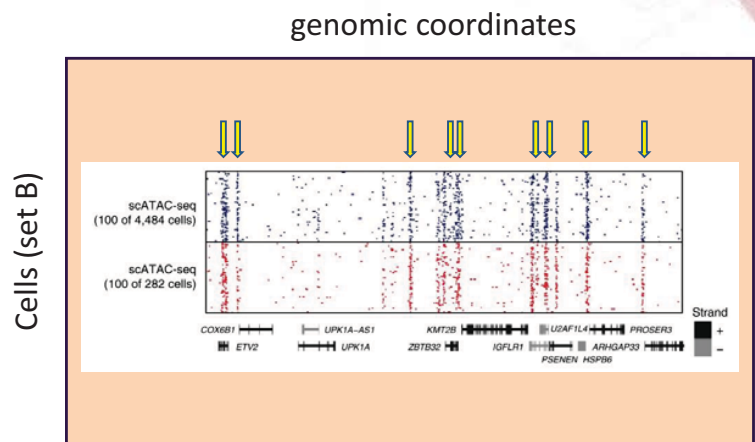 genomic coordinates
Cells (set B)
scATAC-seq
(100 of 4,484 cells)
scATAC-seq
(100 of 282 cells)
COX6B1 UPK1A-AS1 KMT2B U2AF1L4 PROSER3
ETV2 UPK1A ZBTB32 IGFLR1 ARHGAP33
PSENEN HSPB6
Strand
+
−